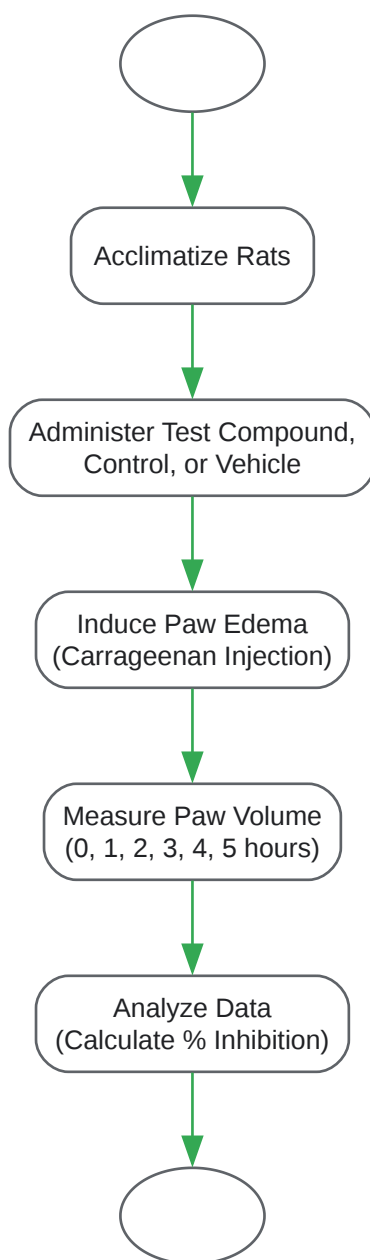 Acclimatize Rats
Administer Test Compound,
Control, or Vehicle
Induce Paw Edema
(Carrageenan Injection)
Measure Paw Volume
(0, 1, 2, 3, 4, 5 hours)
Analyze Data
(Calculate % Inhibition)